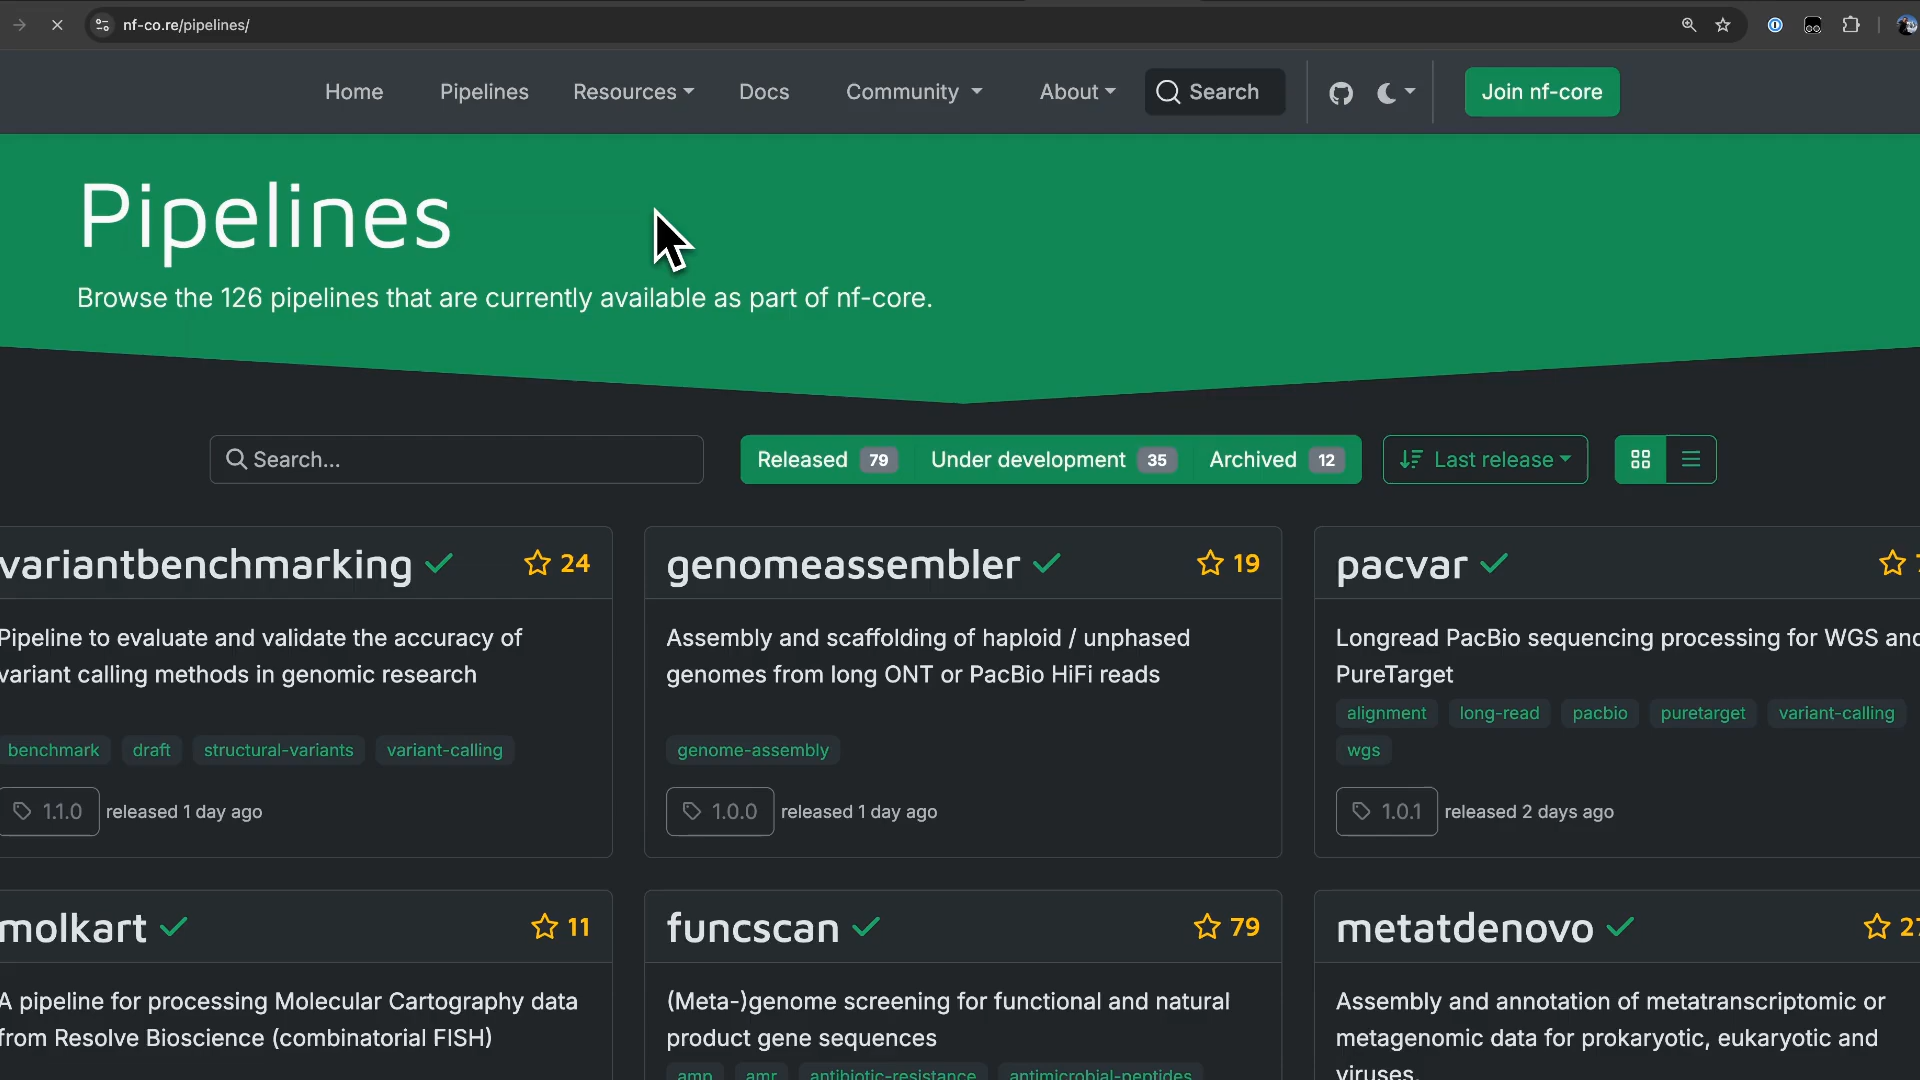 nf-co.re/pipelines/
Home Pipelines Resources Docs Community About Search Join nf-core
Pipelines
Browse the 126 pipelines that are currently available as part of nf-core.
Search... Released 79 Under development 35 Archived 12 Last release
variantbenchmarking 24
Pipeline to evaluate and validate the accuracy of
variant calling methods in genomic research
benchmark draft structural-variants variant-calling
1.1.0 released 1 day ago
genomeassembler 19
Assembly and scaffolding of haploid / unphased
genomes from long ONT or PacBio HiFi reads
genome-assembly
1.0.0 released 1 day ago
pacvar
Longread PacBio sequencing processing for WGS and
PureTarget
alignment long-read pacbio puretarget variant-calling
wgs
1.0.1 released 2 days ago
molkart 11
A pipeline for processing Molecular Cartography data
from Resolve Bioscience (combinatorial FISH)
funcscan 79
(Meta-)genome screening for functional and natural
product gene sequences
amp amr antibiotic-resistance antimicrobial-peptides
metatdenovo 27
Assembly and annotation of metatranscriptomic or
metagenomic data for prokaryotic, eukaryotic and
viruses.